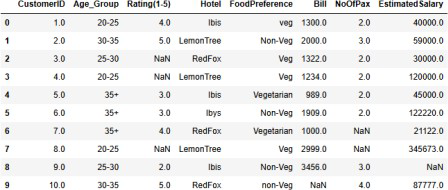 CustomerID Age_Group Rating(1-5) Hotel FoodPreference Bill NoOfPax EstimatedSalary
0 1.0 20-25 4.0 Ibis veg 1300.0 2.0 40000.0
1 2.0 30-35 5.0 LemonTree Non-Veg 2000.0 3.0 59000.0
2 3.0 25-30 NaN RedFox Veg 1322.0 2.0 30000.0
3 4.0 20-25 NaN LemonTree Veg 1234.0 2.0 120000.0
4 5.0 35+ 3.0 Ibis Vegetarian 989.0 2.0 45000.0
5 6.0 35+ 3.0 Ibys Non-Veg 1909.0 2.0 122220.0
6 7.0 35+ 4.0 RedFox Vegetarian 1000.0 NaN 21122.0
7 8.0 20-25 NaN LemonTree Veg 2999.0 NaN 345673.0
8 9.0 25-30 2.0 Ibis Non-Veg 3456.0 3.0 NaN
9 10.0 30-35 5.0 RedFox non-Veg NaN 4.0 87777.0